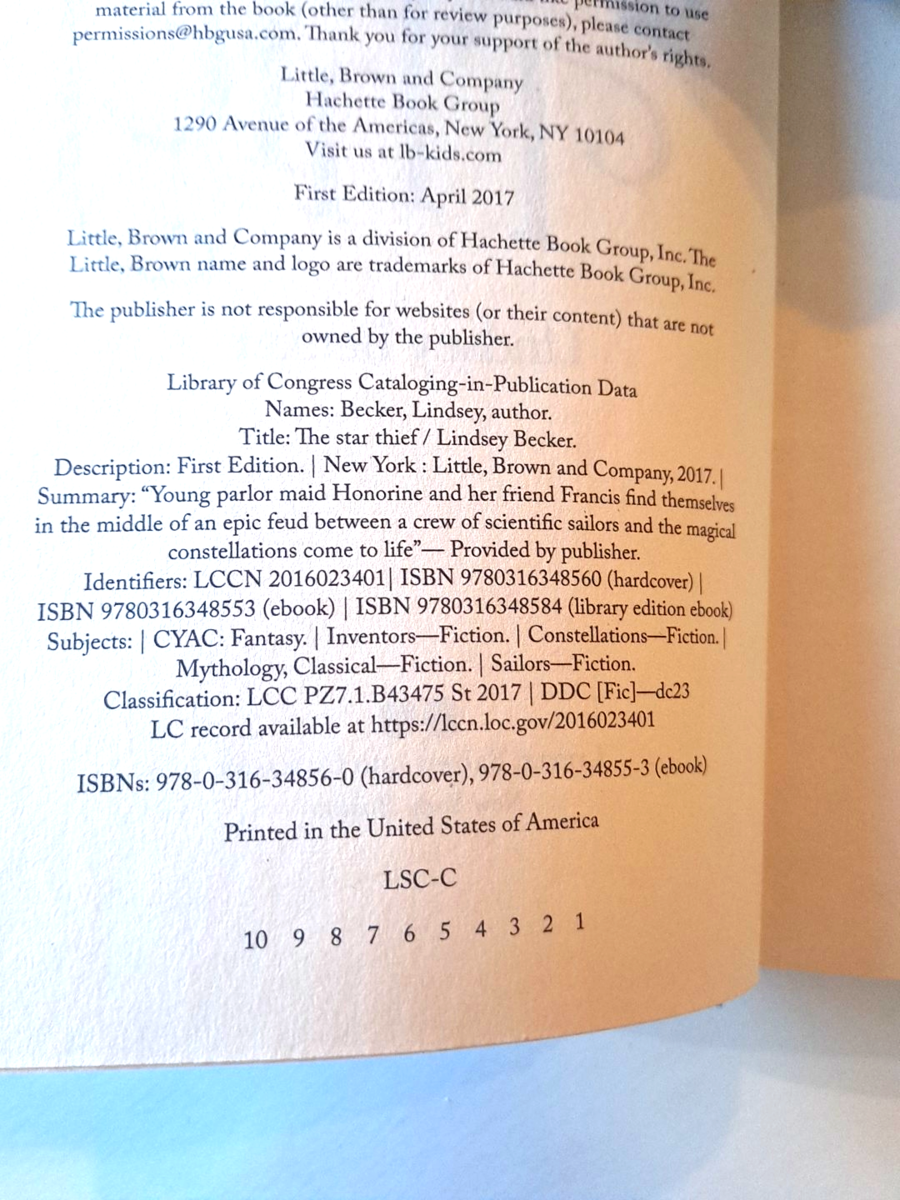 permission to use
material from the book (other than for review purposes), please contact
permissions@hbgusa.com. Thank you for your support of the author's rights.
Little, Brown and Company
Hachette Book Group
1290 Avenue of the Americas, New York, NY 10104
Visit us at lb-kids.com
First Edition: April 2017
Little, Brown and Company is a division of Hachette Book Group, Inc. The
Little, Brown name and logo are trademarks of Hachette Book Group, Inc.
The publisher is not responsible for websites (or their content) that are not
owned by the publisher.
Library of Congress Cataloging-in-Publication Data
Names: Becker, Lindsey, author.
Title: The star thief / Lindsey Becker.
Description: First Edition. | New York : Little, Brown and Company, 2017. |
Summary: “Young parlor maid Honorine and her friend Francis find themselves
in the middle of an epic feud between a crew of scientific sailors and the magical
constellations come to life”— Provided by publisher.
Identifiers: LCCN 2016023401| ISBN 9780316348560 (hardcover) |
ISBN 9780316348553 (ebook) | ISBN 9780316348584 (library edition ebook)
Subjects: | CYAC: Fantasy. | Inventors—Fiction. | Constellations—Fiction. |
Mythology, Classical—Fiction. | Sailors—Fiction.
Classification: LCC PZ7.1.B43475 St 2017 | DDC [Fic]—dc23
LC record available at https://lccn.loc.gov/2016023401
ISBNs: 978-0-316-34856-0 (hardcover), 978-0-316-34855-3 (ebook)
Printed in the United States of America
LSC-C
10 9 8 7 6 5 4 3 2 1